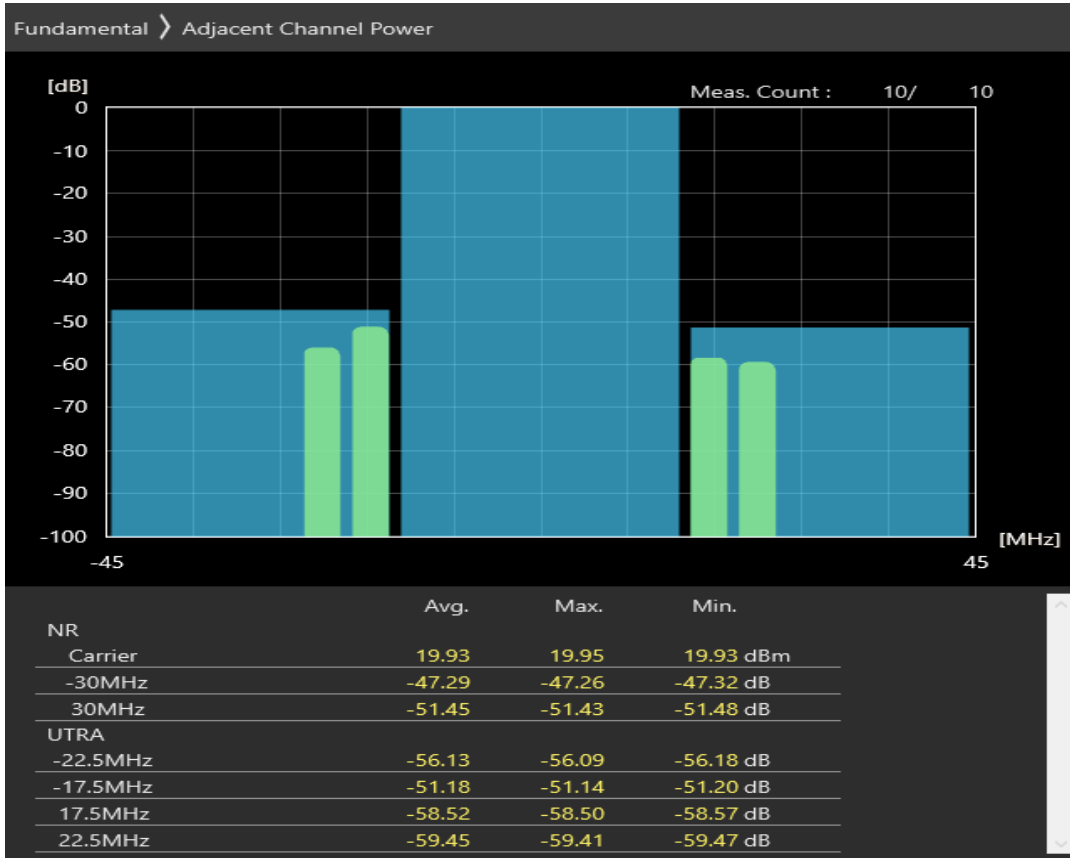 Fundamental ❯ Adjacent Channel Power
[dB]
Meas. Count : 10/ 10
0
-10
-20
-30
-40
-50
-60
-70
-80
-90
-100
[MHz]
-45 45
Avg. Max. Min.
NR
Carrier 19.93 19.95 19.93 dBm
-30MHz -47.29 -47.26 -47.32 dB
30MHz -51.45 -51.43 -51.48 dB
UTRA
-22.5MHz -56.13 -56.09 -56.18 dB
-17.5MHz -51.18 -51.14 -51.20 dB
17.5MHz -58.52 -58.50 -58.57 dB
22.5MHz -59.45 -59.41 -59.47 dB